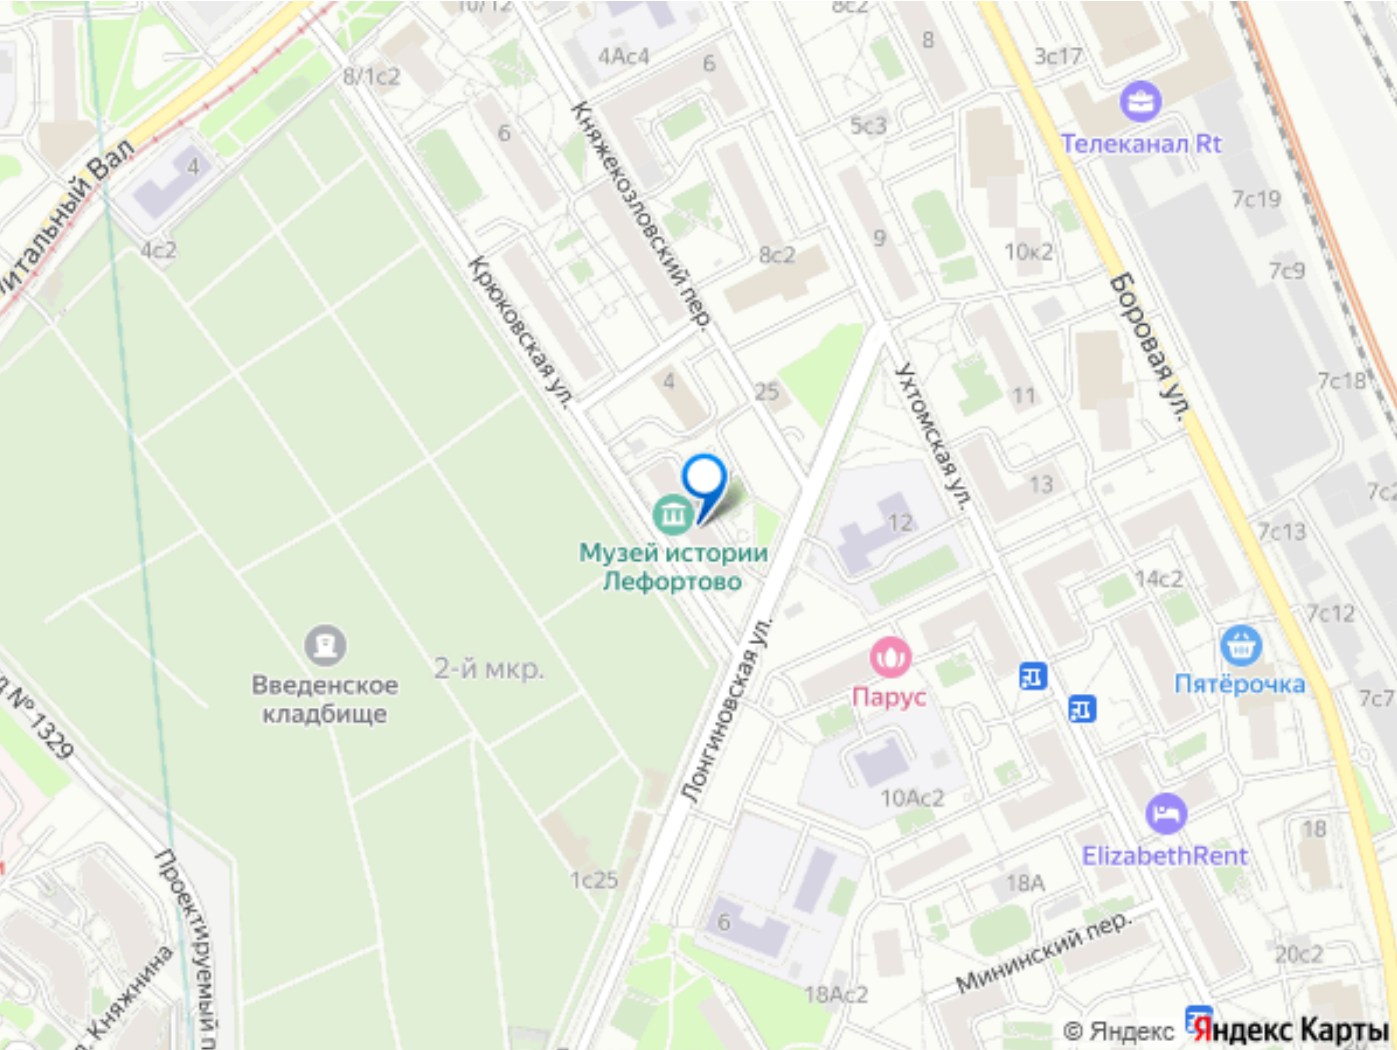 10/12
8с2
4Ас4
6
8
3с17
8/1с2
6
5с3
Телеканал Rt
4
Княжекозловский пер.
7с19
4с2
8с2
9
10к2
7с9
Крюковская ул.
Боровая ул.
4
25
11
7с18
Ухтомская ул.
13
12
7с13
Музей истории
Лефортово
14с2
7с12
Введенское
кладбище
2-й мкр.
Парус
Пятёрочка
7с7
№ 1329
Лонгиновская ул.
10Ас2
18
ElizabethRent
Проектируемый п
1с25
18А
6
Мининский пер.
20с2
Княжнина
18Ас2
© Яндекс Яндекс Карты